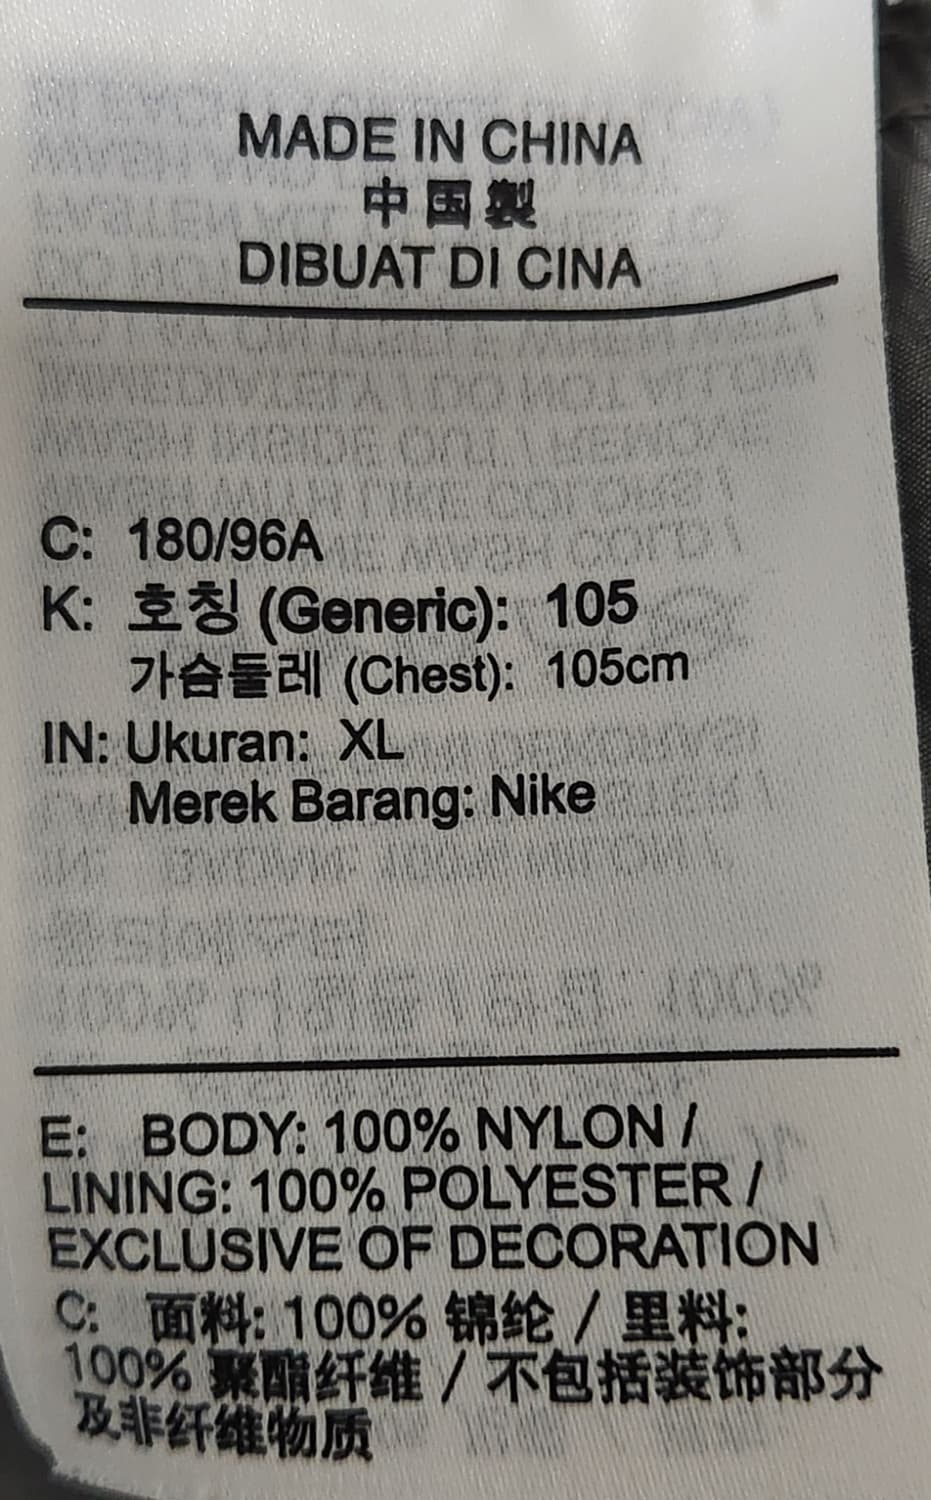 MADE IN CHINA
中国製
DIBUAT DI CINA
C: 180/96A
K: 호칭 (Generic): 105
가슴둘레 (Chest): 105cm
IN: Ukuran: XL
Merek Barang: Nike
E: BODY: 100% NYLON /
LINING: 100% POLYESTER /
EXCLUSIVE OF DECORATION
C: 面料: 100% 锦纶 / 里料:
100% 聚酯纤维 / 不包括装饰部分
及非纤维物质